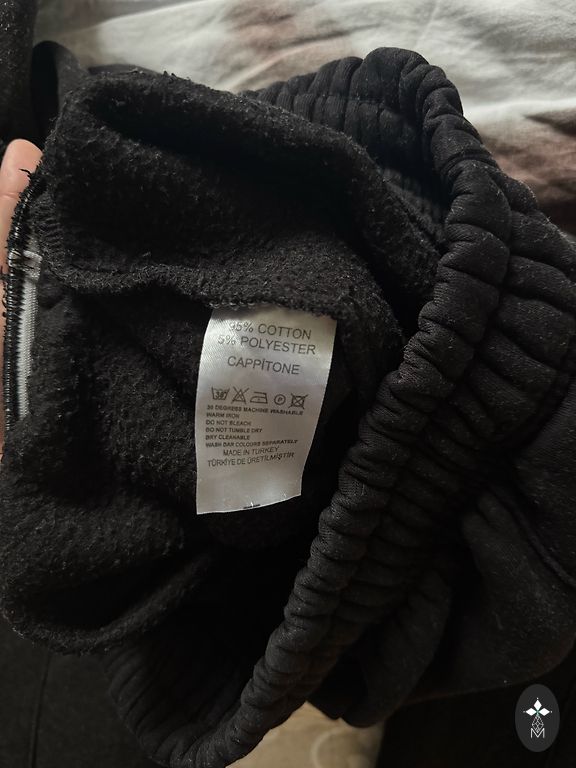 95% COTTON
5% POLYESTER
CAPPİTONE
30 DEGREES MACHINE WASHABLE
WARM IRON
DO NOT BLEACH
DO NOT TUMBLE DRY
DRY CLEANABLE
WASH DAR COLOURS SEPARATELY
MADE IN TURKEY
TÜRKİYE DE ÜRETİLMİŞTİR
M